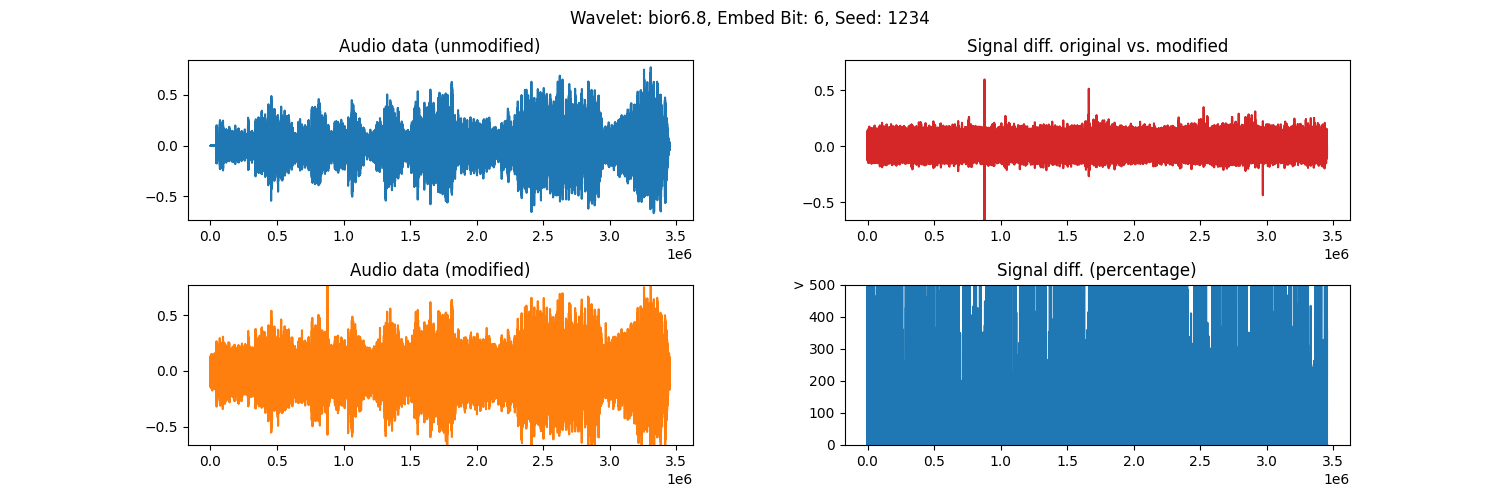 Wavelet: bior6.8, Embed Bit: 6, Seed: 1234
Audio data (unmodified)
0.5
0.0
−0.5
0.0 0.5 1.0 1.5 2.0 2.5 3.0 3.5
1e6
Signal diff. original vs. modified
0.5
0.0
−0.5
0.0 0.5 1.0 1.5 2.0 2.5 3.0 3.5
1e6
Audio data (modified)
0.5
0.0
−0.5
0.0 0.5 1.0 1.5 2.0 2.5 3.0 3.5
1e6
Signal diff. (percentage)
> 500
400
300
200
100
0
0.0 0.5 1.0 1.5 2.0 2.5 3.0 3.5
1e6